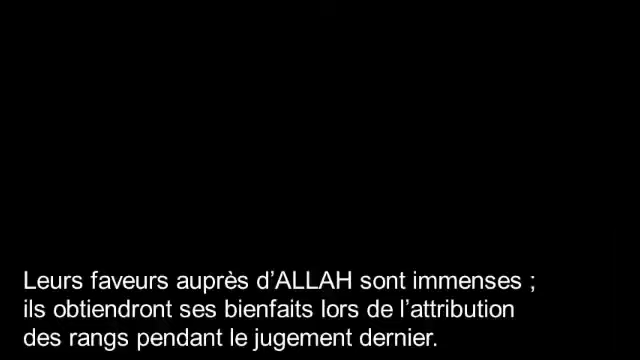 Leurs faveurs auprès d’ALLAH sont immenses ;
ils obtiendront ses bienfaits lors de l’attribution
des rangs pendant le jugement dernier.